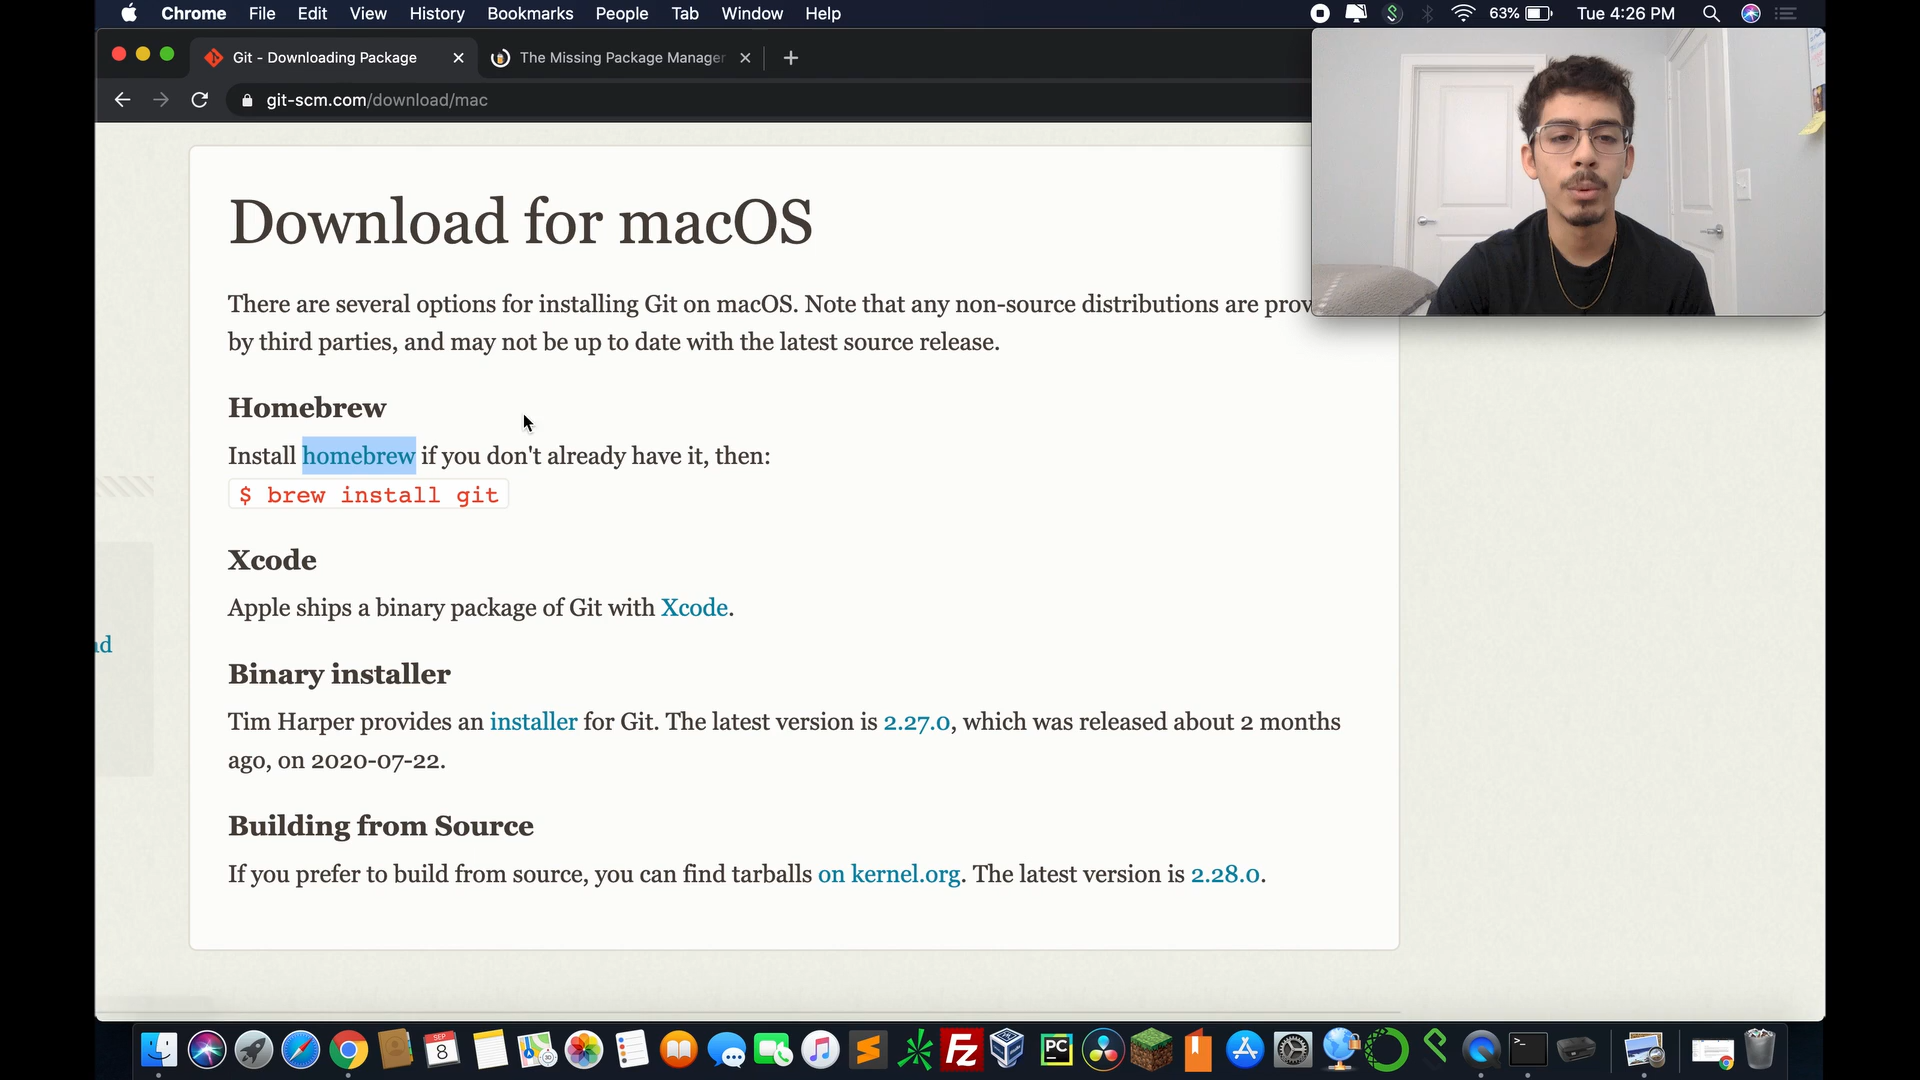 Chrome File Edit View History Bookmarks People Tab Window Help 63% Tue 4:26 PM
Git - Downloading Package The Missing Package Manager
git-scm.com/download/mac
Download for macOS
There are several options for installing Git on macOS. Note that any non-source distributions are prov
by third parties, and may not be up to date with the latest source release.
Homebrew
Install homebrew if you don't already have it, then:
$ brew install git
Xcode
Apple ships a binary package of Git with Xcode.
ad
Binary installer
Tim Harper provides an installer for Git. The latest version is 2.27.0, which was released about 2 months
ago, on 2020-07-22.
Building from Source
If you prefer to build from source, you can find tarballs on kernel.org. The latest version is 2.28.0.
SEP
8
FZ
PC
>_